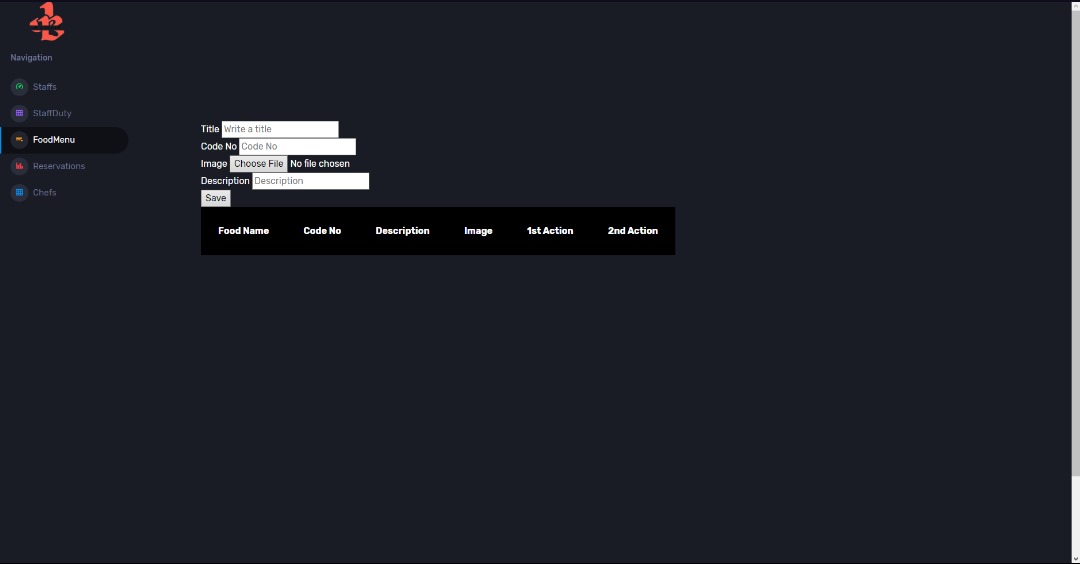 Navigation
Staffs
StaffDuty
FoodMenu
Reservations
Chefs
Title Write a title
Code No Code No
Image Choose File No file chosen
Description Description
Save
Food Name Code No Description Image 1st Action 2nd Action